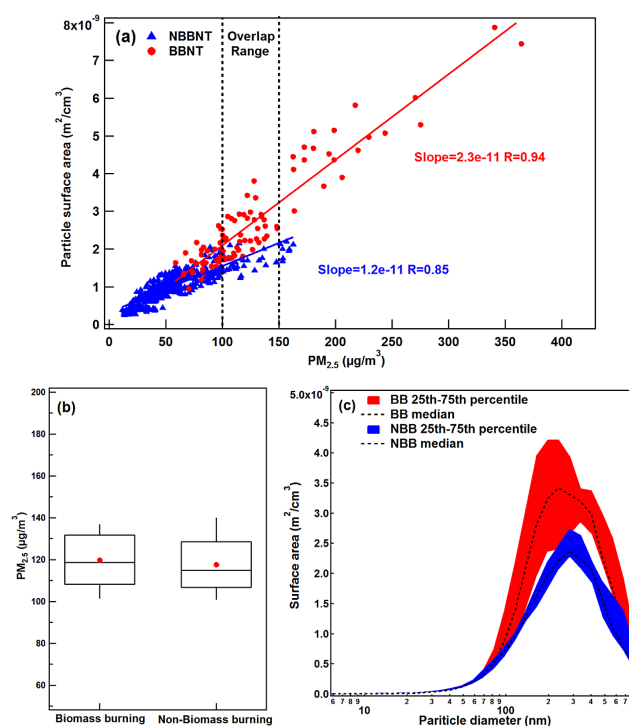 8x10⁻⁹
(a)
NBBNT
BBNT
Overlap
Range
7
6
5
4
3
2
1
0
Particle surface area (m²/cm³)
Slope=2.3e-11 R=0.94
Slope=1.2e-11 R=0.85
0 50 100 150 200 250 300 350 400
PM₂.₅ (µg/m³)
(b)
200
180
160
140
120
100
80
60
PM₂.₅ (µg/m³)
Biomass burning Non-Biomass burning
(c)
5.0x10⁻⁹
BB 25th-75th percentile
BB median
NBB 25th-75th percentile
NBB median
4.5
4.0
3.5
3.0
2.5
2.0
1.5
1.0
0.5
0.0
Surface area (m²/cm³)
6 7 8 9 2 3 4 5 6 7 8 9 2 3 4 5 6 7
10 100
Particle diameter (nm)